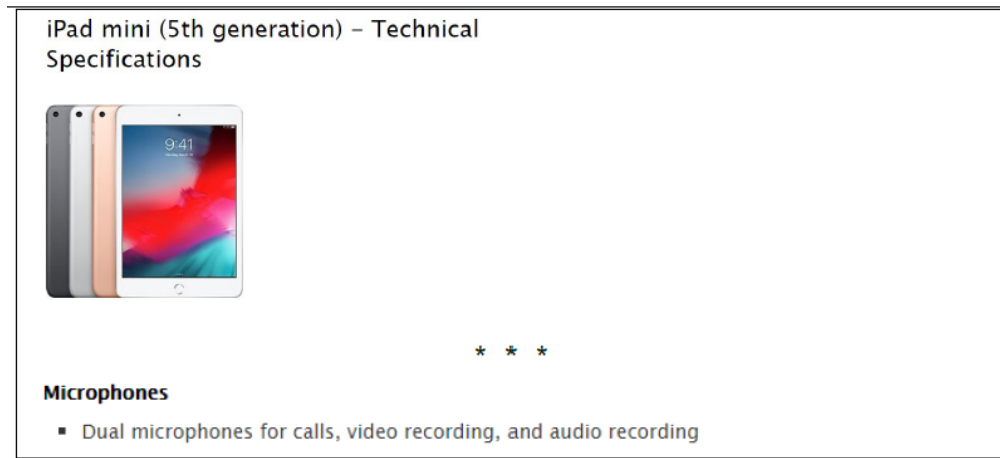 iPad mini (5th generation) – Technical
Specifications
9:41
* * *
Microphones
▪ Dual microphones for calls, video recording, and audio recording